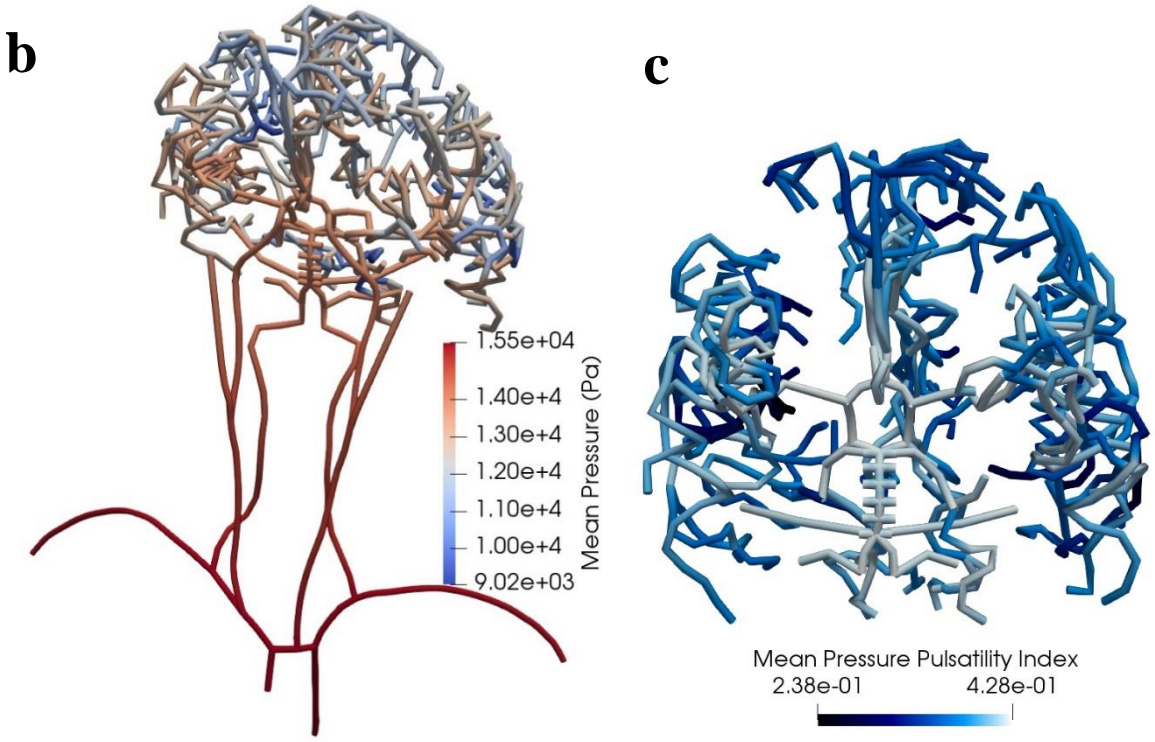 b
c
1.55e+04
1.40e+4
1.30e+4
1.20e+4
1.10e+4
1.00e+4
9.02e+03
Mean Pressure (Pa)
Mean Pressure Pulsatility Index
2.38e-01 4.28e-01